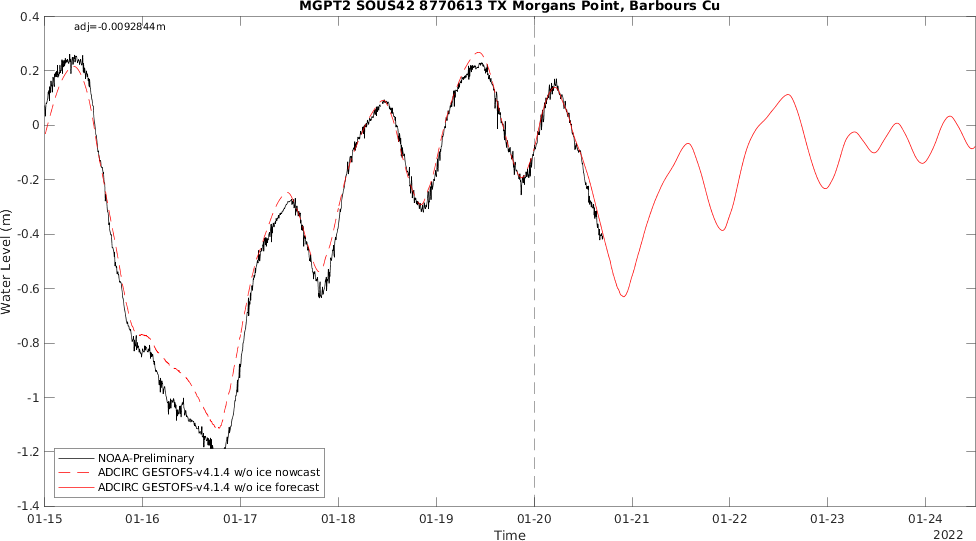 MGPT2 SOUS42 8770613 TX Morgans Point, Barbours Cu
adj=-0.0092844m
0.4
0.2
0
-0.2
-0.4
-0.6
-0.8
-1
-1.2
-1.4
Water Level (m)
NOAA-Preliminary
ADCIRC GESTOFS-v4.1.4 w/o ice nowcast
ADCIRC GESTOFS-v4.1.4 w/o ice forecast
01-15 01-16 01-17 01-18 01-19 01-20 01-21 01-22 01-23 01-24
Time
2022